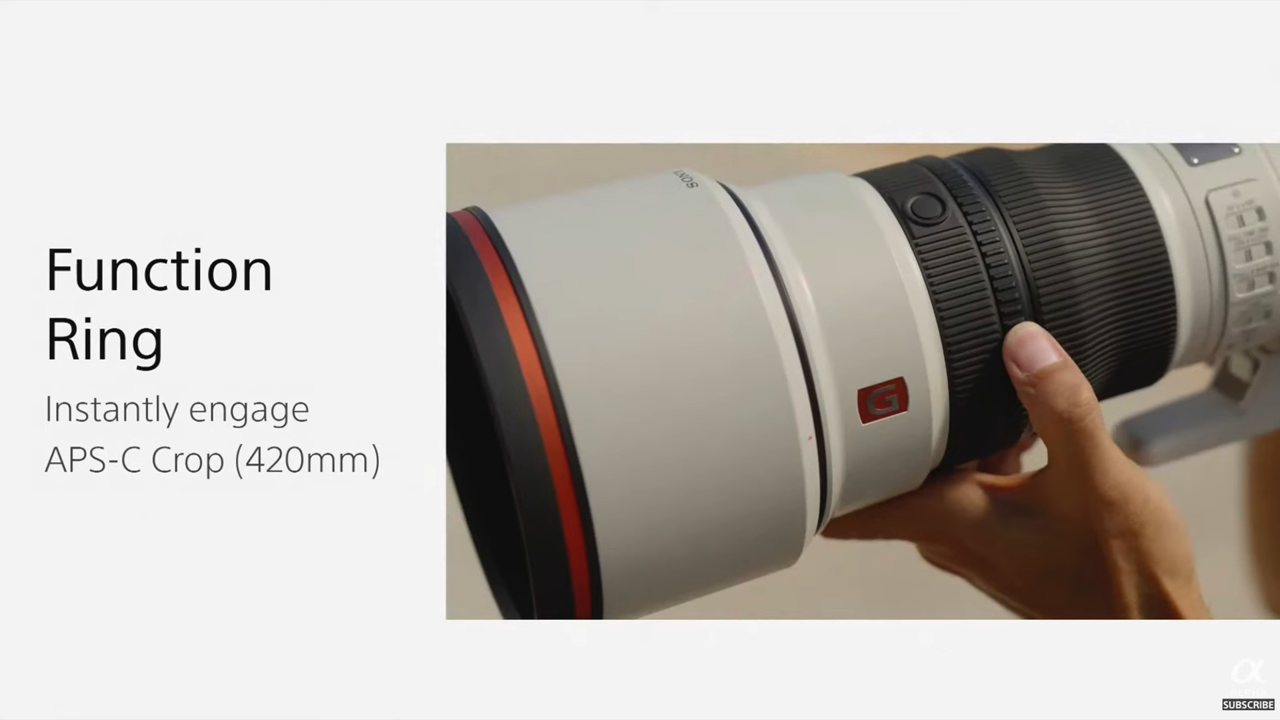 Function
Ring
Instantly engage
APS-C Crop (420mm)
SONY
G
α
SUBSCRIBE